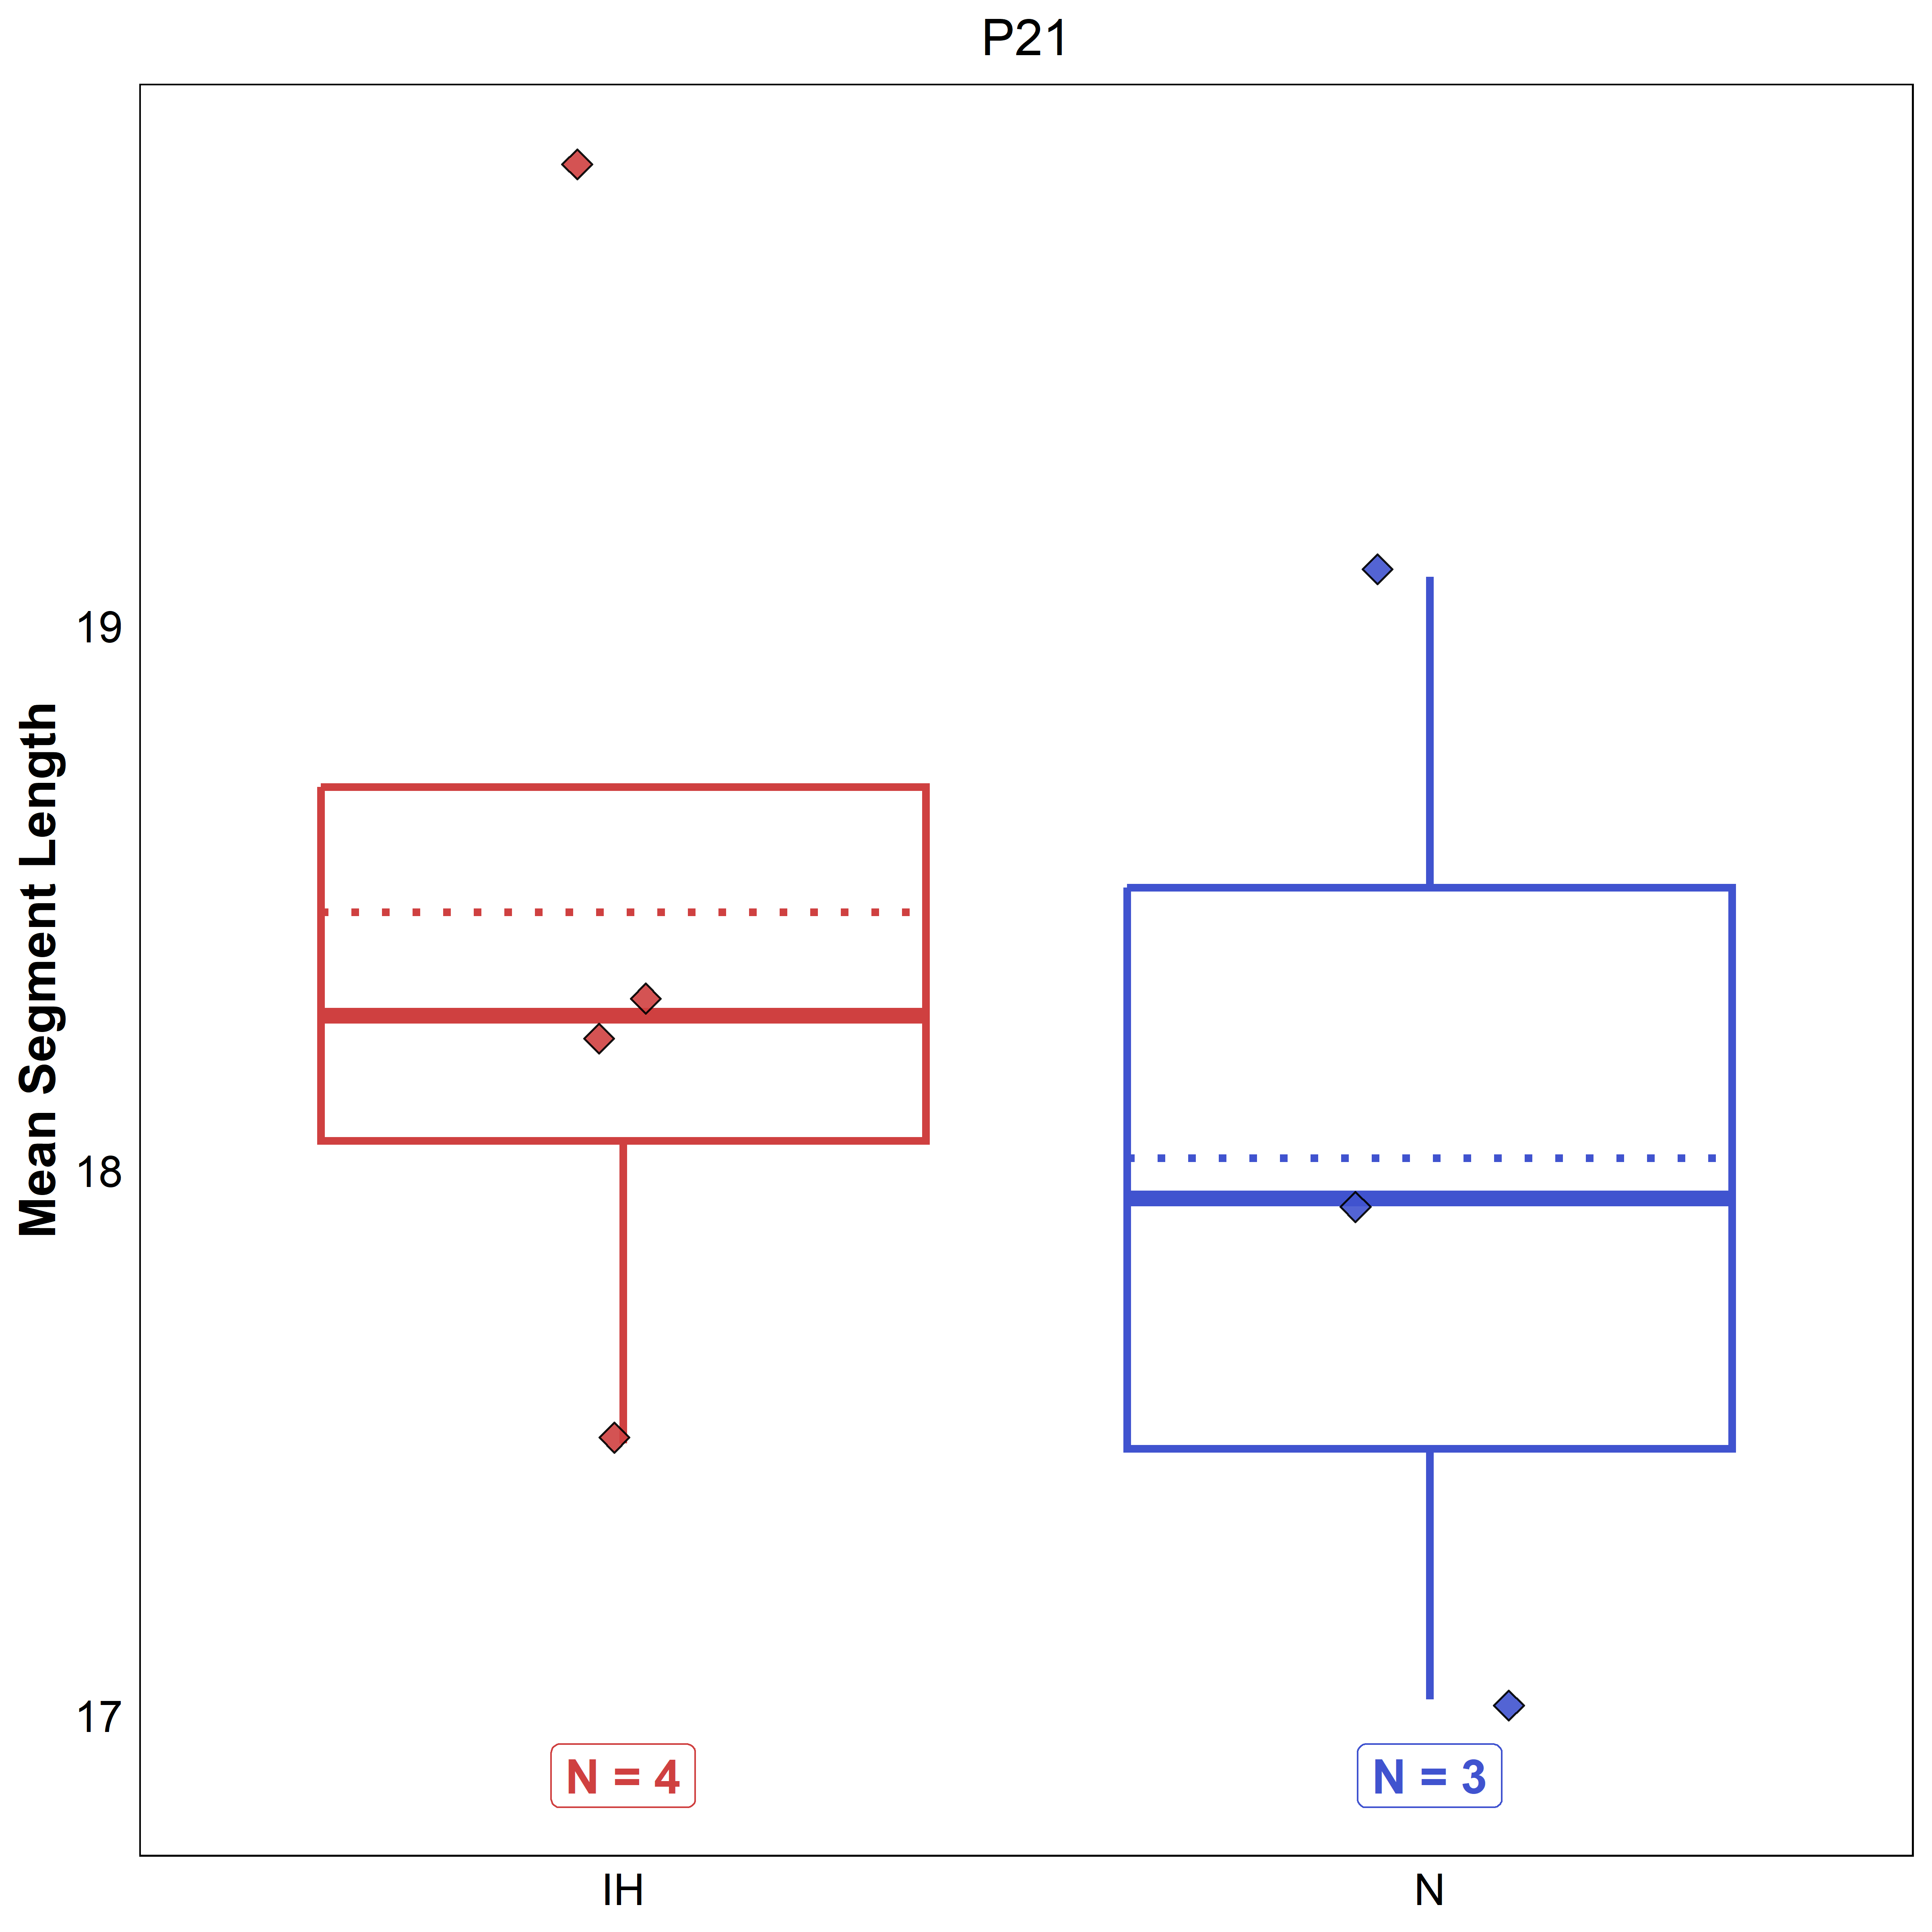 P21
Mean Segment Length
19
18
17
N = 4
N = 3
IH
N